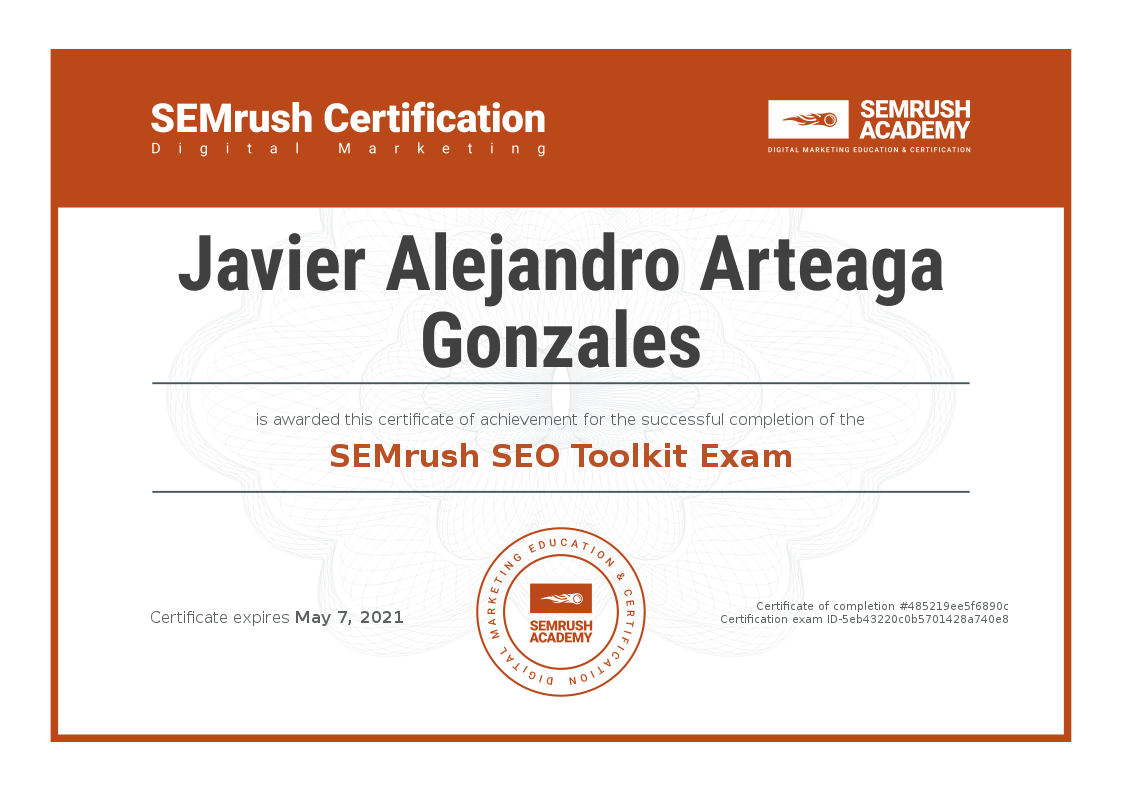 SEMrush Certification
Digital Marketing
SEMRUSH
ACADEMY
DIGITAL MARKETING EDUCATION & CERTIFICATION
Javier Alejandro Arteaga
Gonzales
is awarded this certificate of achievement for the successful completion of the
SEMrush SEO Toolkit Exam
Certificate expires May 7, 2021
DIGITAL MARKETING EDUCATION & CERTIFICATION
SEMRUSH
ACADEMY
Certificate of completion #485219ee5f6890c
Certification exam ID-5eb43220c0b5701428a740e8